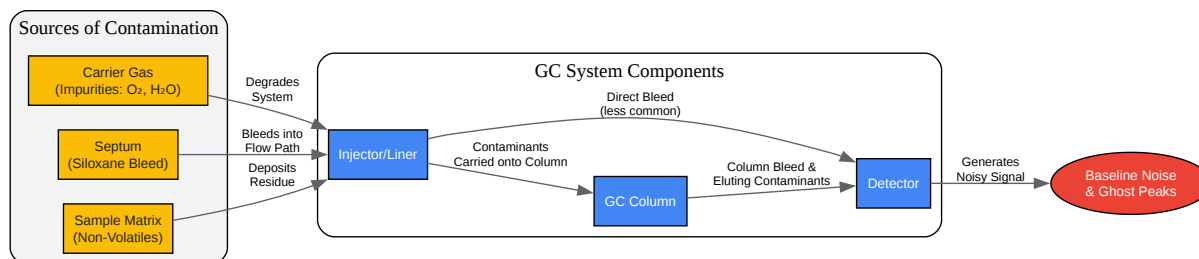 Sources of Contamination
Carrier Gas
(Impurities: O₂, H₂O)
Septum
(Siloxane Bleed)
Sample Matrix
(Non-Volatiles)
Degrades
System
Bleeds into
Flow Path
Deposits
Residue
GC System Components
Injector/Liner
Direct Bleed
(less common)
Contaminants
Carried onto Column
GC Column
Column Bleed &
Eluting Contaminants
Detector
Generates
Noisy Signal
Baseline Noise
& Ghost Peaks